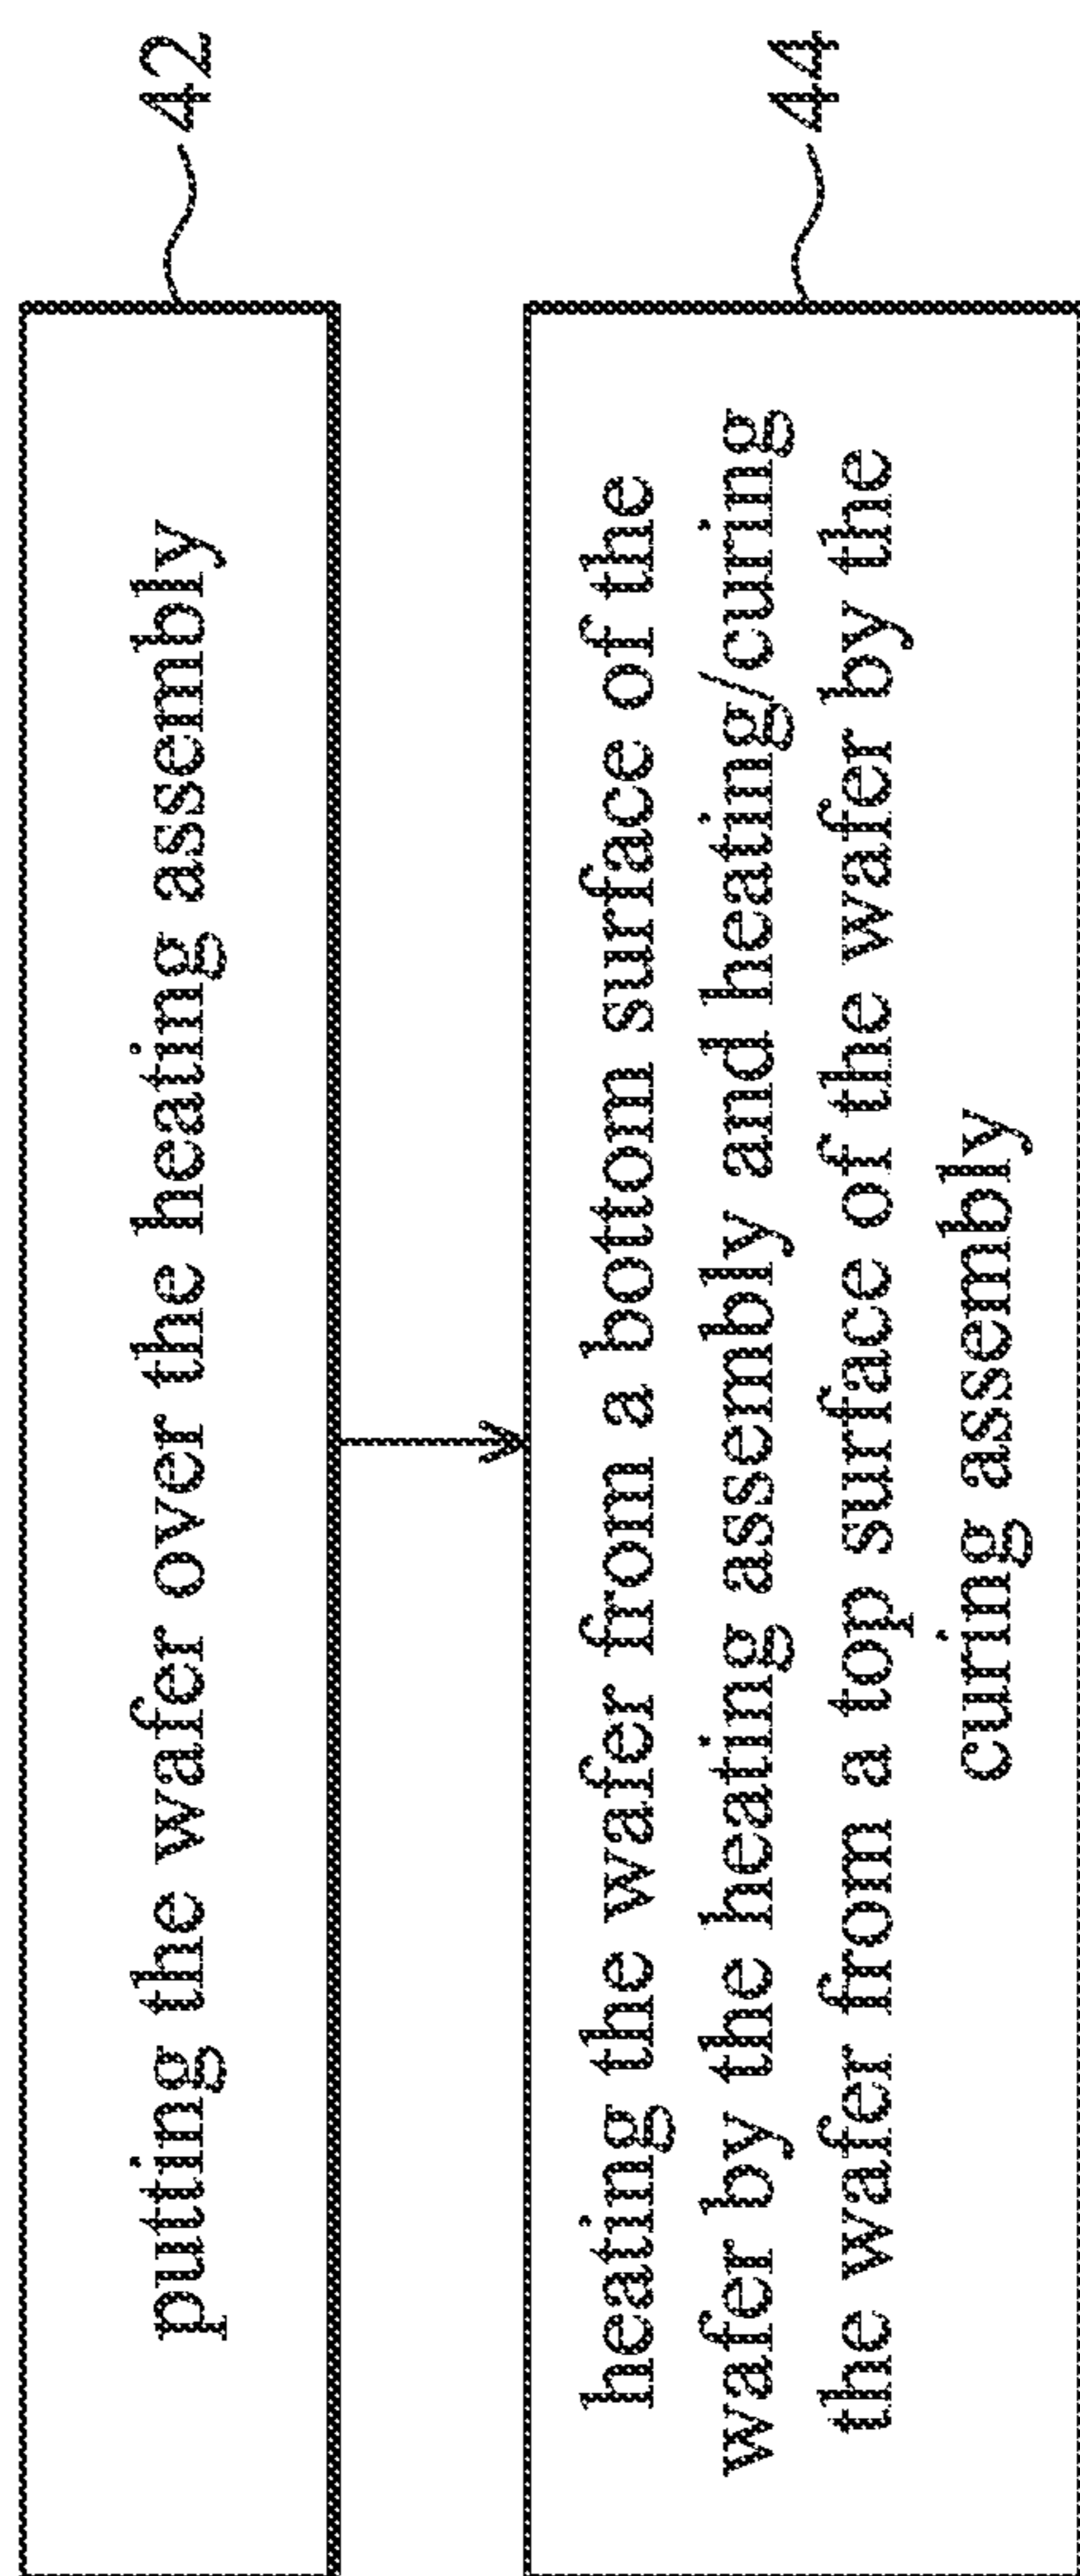 putting the wafer over the heating assembly
42
heating the wafer from a bottom surface of the
wafer by the heating assembly and heating/curing
the wafer from a top surface of the wafer by the
curing assembly
44